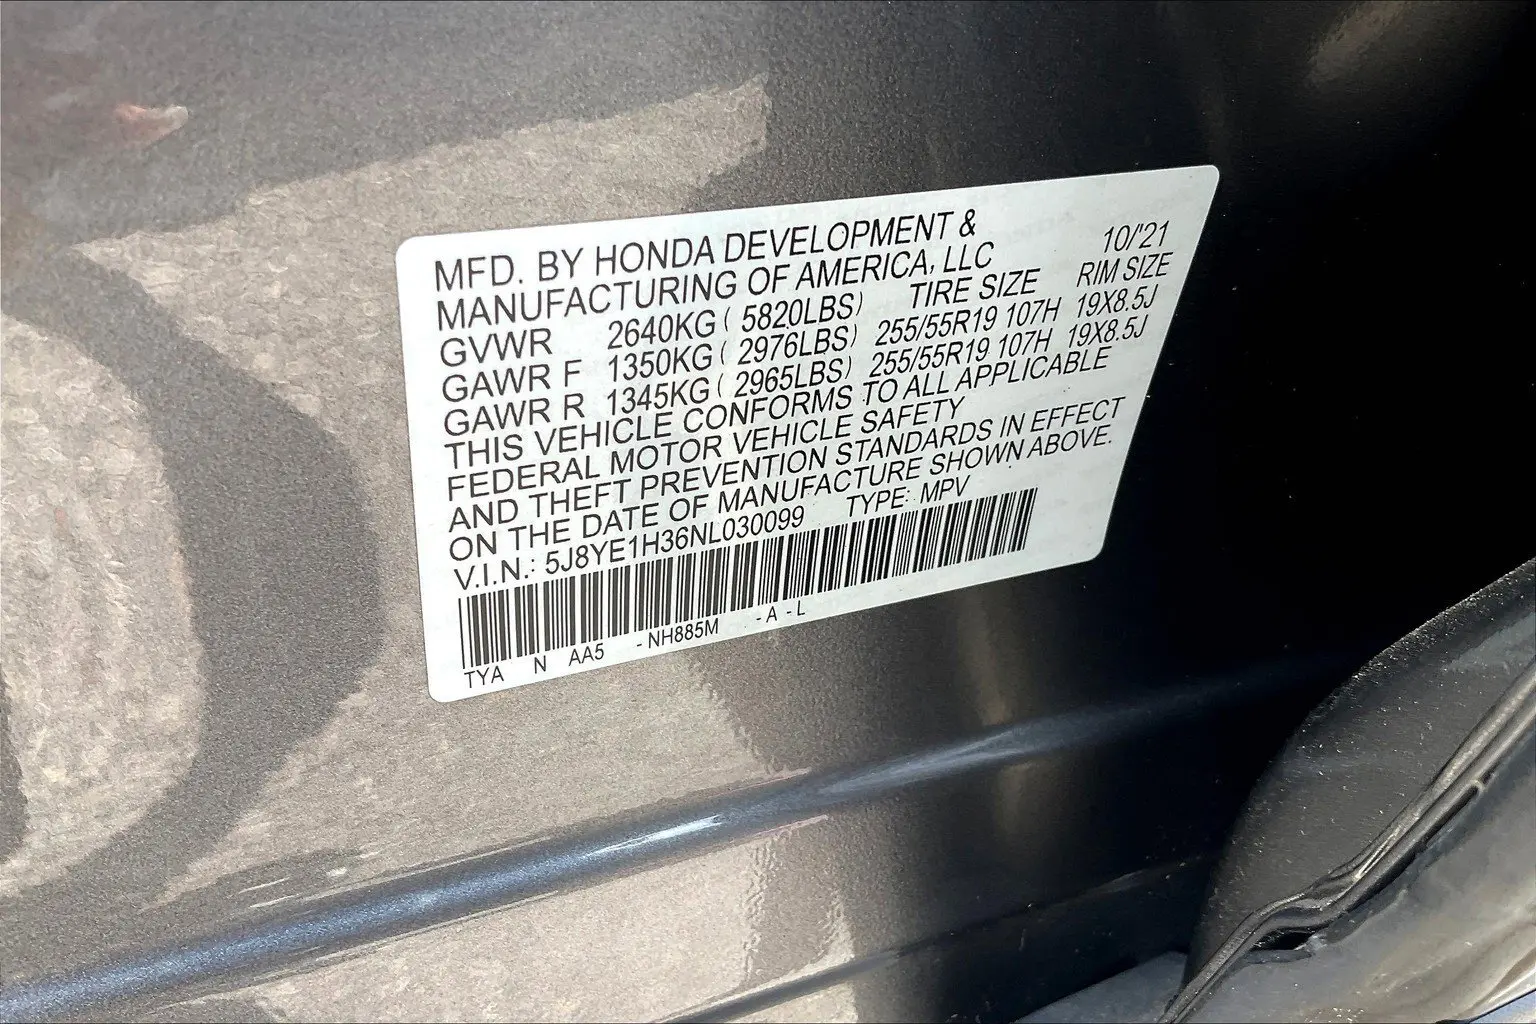 MFD. BY HONDA DEVELOPMENT &
MANUFACTURING OF AMERICA, LLC 10/'21
GVWR 2640KG ( 5820LBS) TIRE SIZE RIM SIZE
GAWR F 1350KG ( 2976LBS) 255/55R19 107H 19X8.5J
GAWR R 1345KG ( 2965LBS) 255/55R19 107H 19X8.5J
THIS VEHICLE CONFORMS TO ALL APPLICABLE
FEDERAL MOTOR VEHICLE SAFETY
AND THEFT PREVENTION STANDARDS IN EFFECT
ON THE DATE OF MANUFACTURE SHOWN ABOVE.
V.I.N.: 5J8YE1H36NL030099 TYPE: MPV
TYA N AA5 -NH885M -A -L